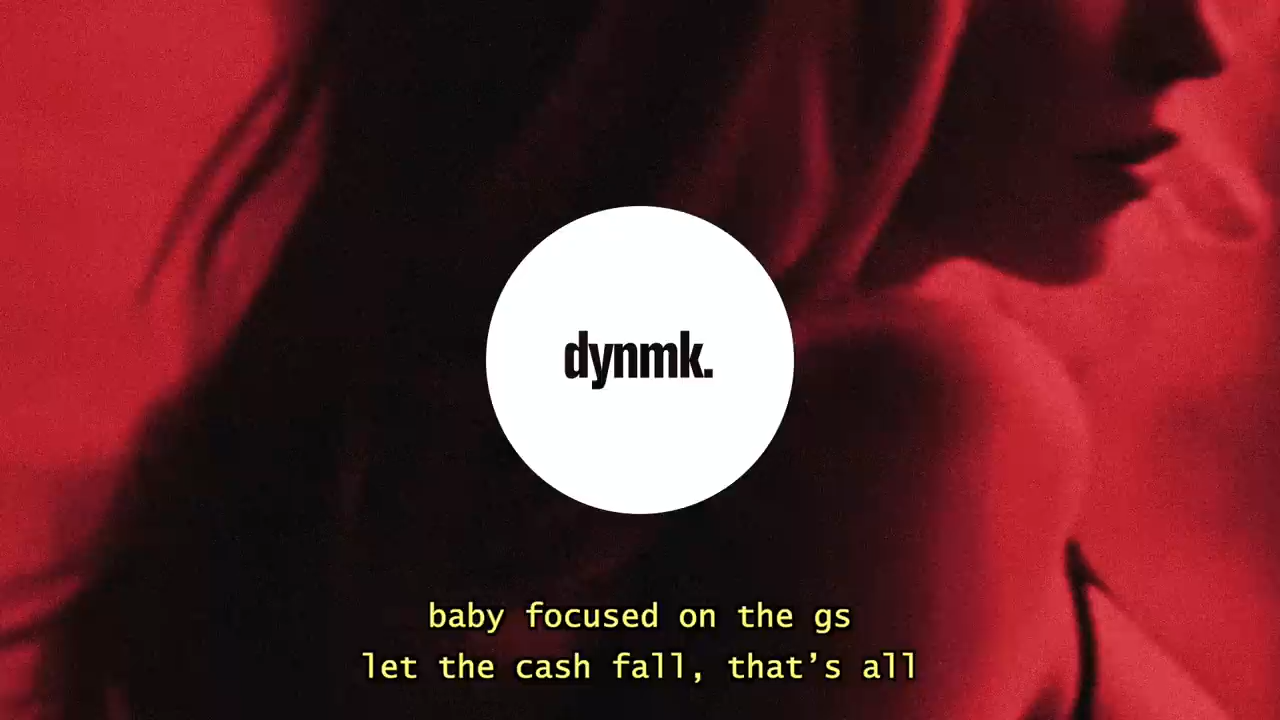 dynmk.
baby focused on the gs
let the cash fall, that’s all